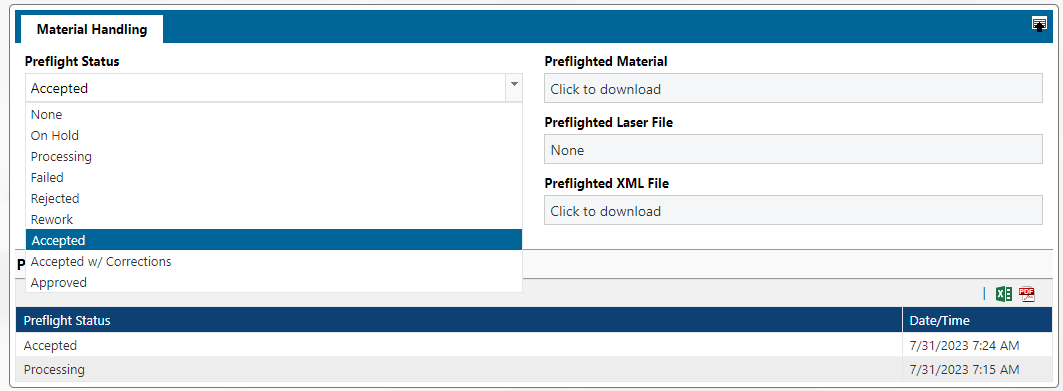 Material Handling
Preflight Status
Accepted
None
On Hold
Processing
Failed
Rejected
Rework
Accepted
Accepted w/ Corrections
Approved
Preflighted Material
Click to download
Preflighted Laser File
None
Preflighted XML File
Click to download
PDF
Preflight Status Date/Time
Accepted 7/31/2023 7:24 AM
Processing 7/31/2023 7:15 AM